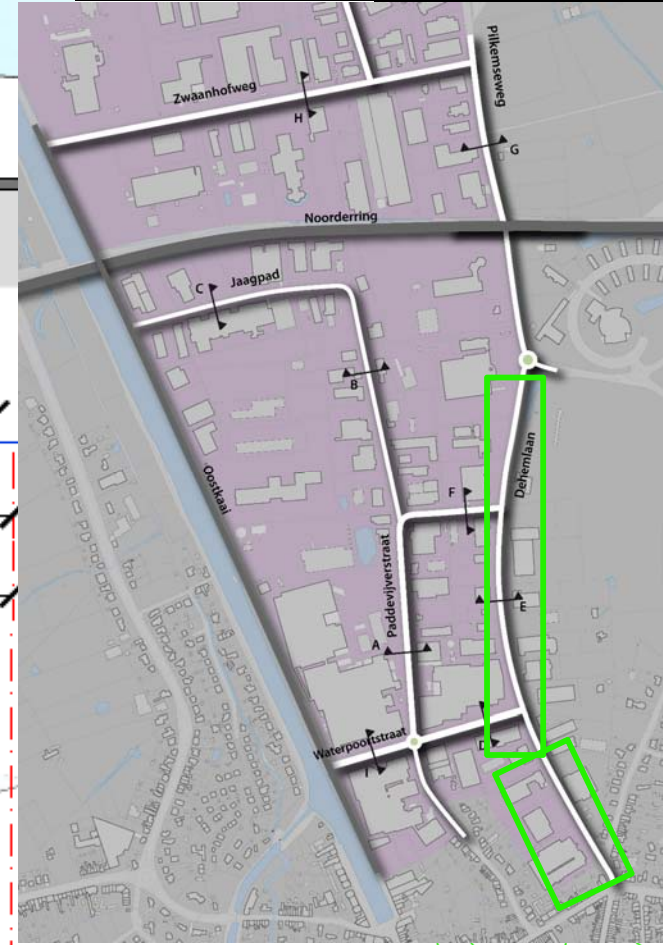 Pilkemseweg
Zwaanhofweg
H
G
Noorderring
Jaagpad
C
B
Dehemlaan
Oostkaai
F
Paddevijverstraat
E
A
Waterpoortstraat
D
I